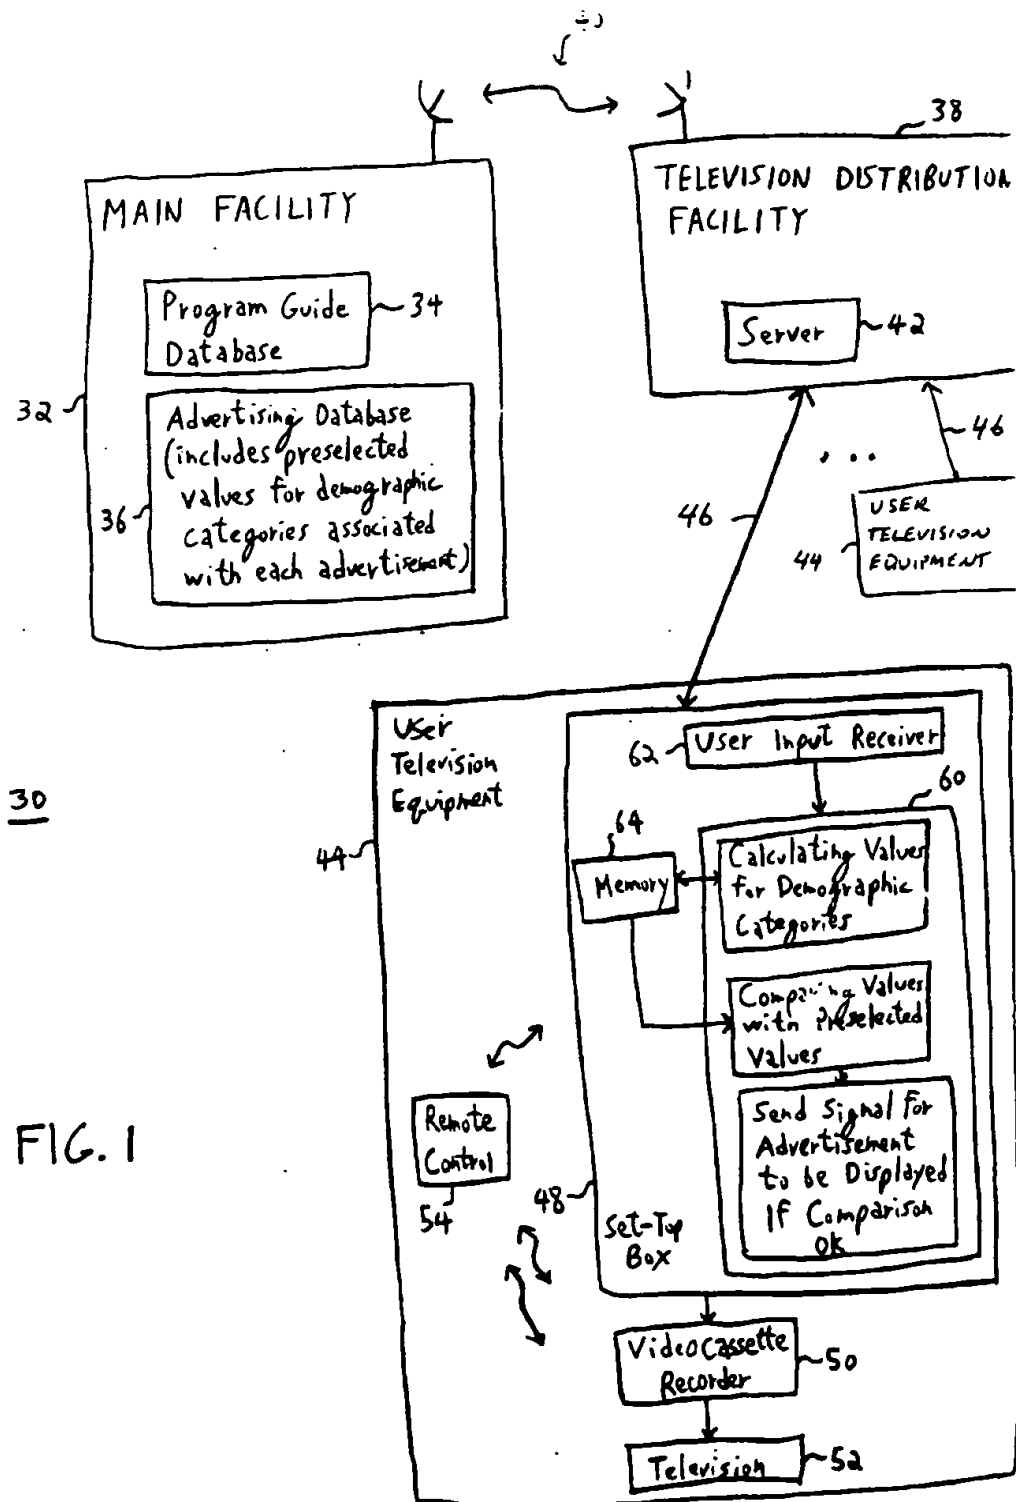 38
MAIN FACILITY
Program Guide
Database
34
32
Advertising Database
(includes preselected
values for demographic
categories associated
with each advertisement)
36
TELEVISION DISTRIBUTION
FACILITY
Server
42
46
46
. . .
USER
TELEVISION
EQUIPMENT
44
30
User
Television
Equipment
44
62
User Input Receiver
60
64
Memory
Calculating Values
for Demographic
Categories
Comparing Values
with Preselected
Values
Send Signal For
Advertisement
to be Displayed
If Comparison
OK
Remote
Control
54
48
Set-Top
Box
Videocassette
Recorder
50
Television
52
FIG. 1